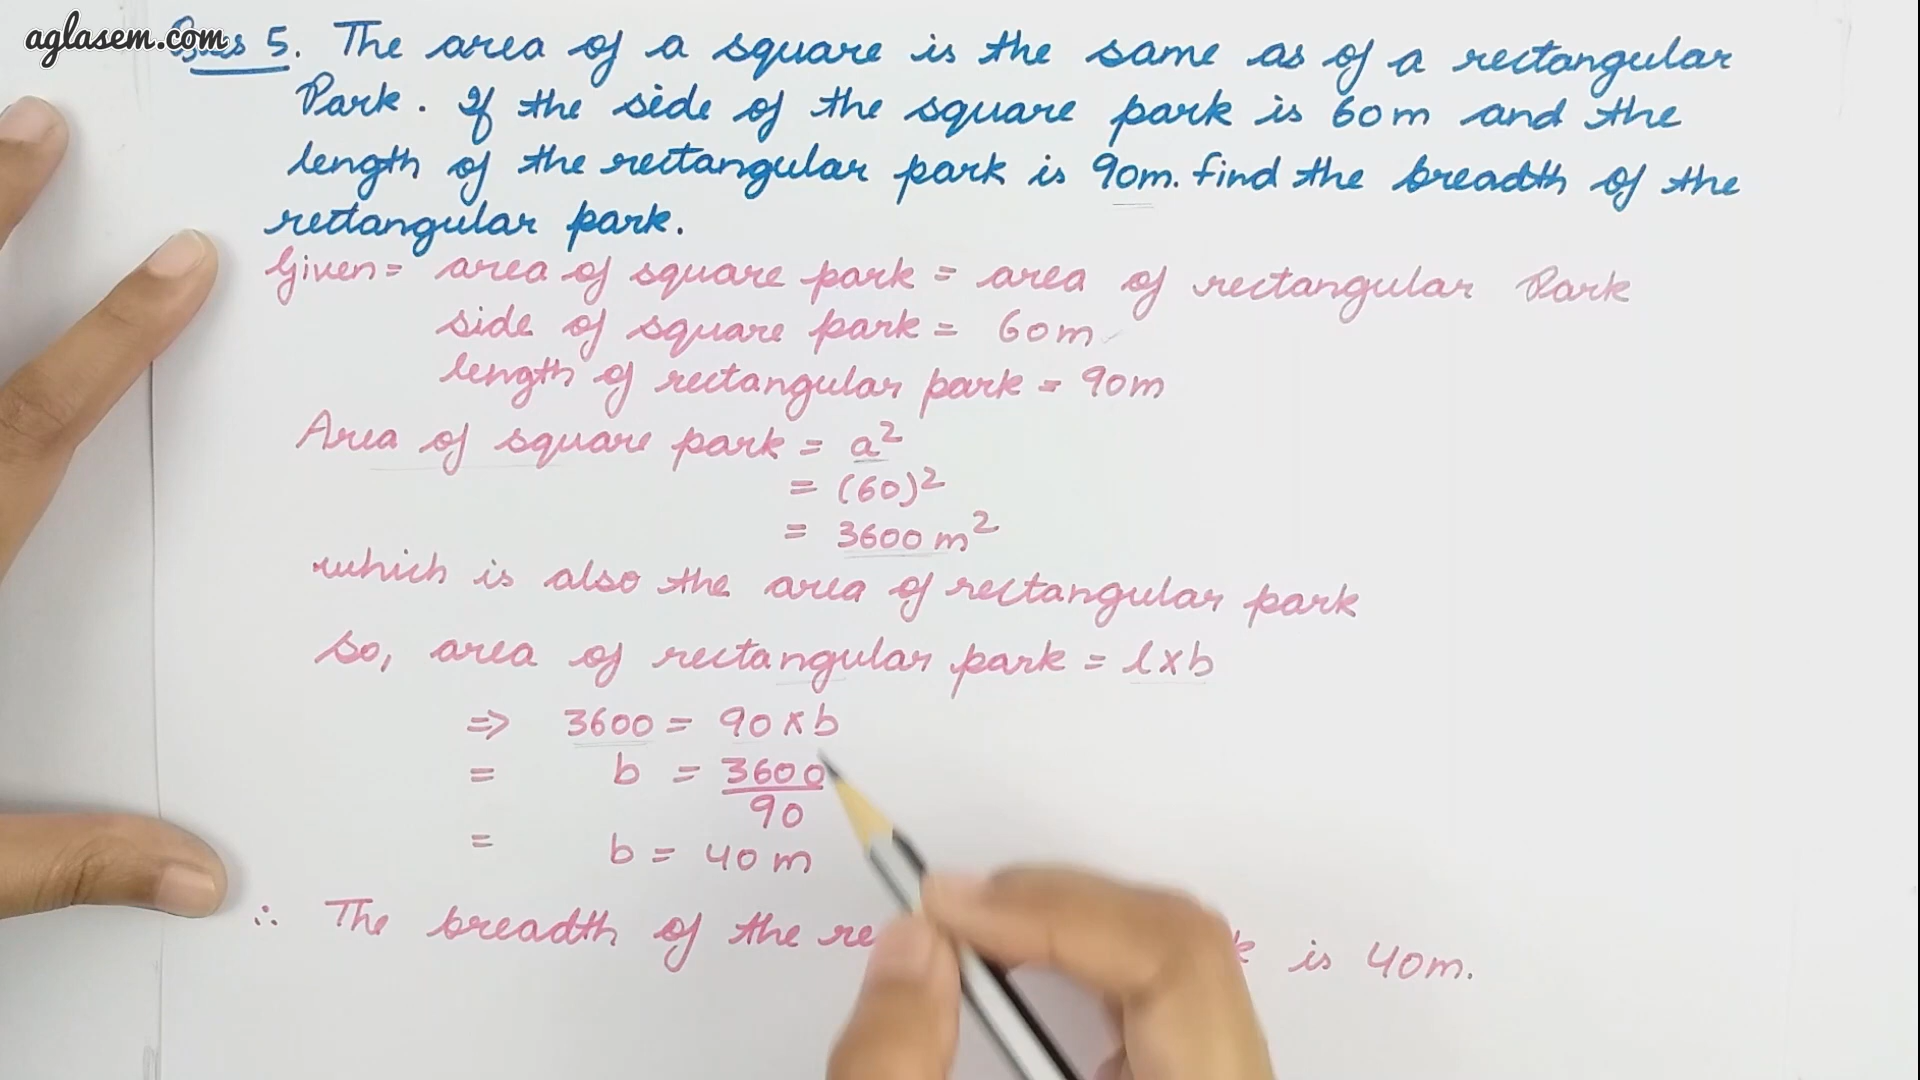 aglasem.com
Ques 5. The area of a square is the same as of a rectangular
Park. If the side of the square park is 60m and the
length of the rectangular park is 90m. find the breadth of the
rectangular park.
Given = area of square park = area of rectangular Park
side of square park = 60m
length of rectangular park = 90m
Area of square park = a²
= (60)²
= 3600 m²
which is also the area of rectangular park
so, area of rectangular park = l×b
⇒ 3600 = 90×b
= b = 3600
90
= b = 40 m
∴ The breadth of the is 40m.